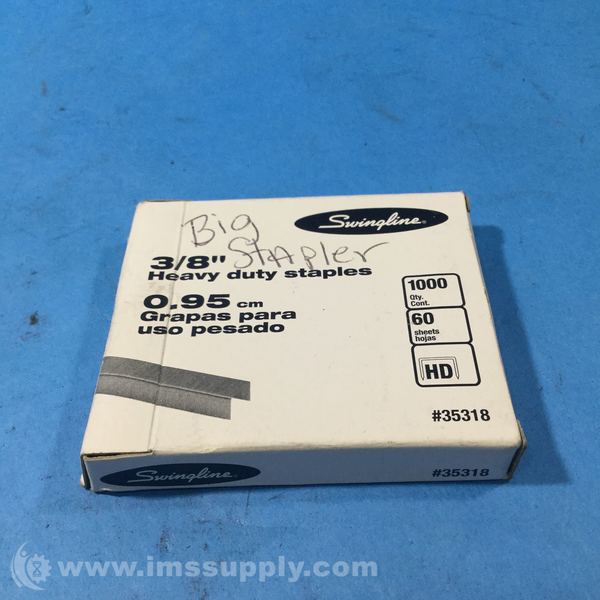 Big
Stapler
Swingline®
3/8"
Heavy duty staples
0.95 cm
Grapas para
uso pesado
1000
Qty.
Cont.
60
sheets
hojas
HD
#35318
Swingline®
#35318
www.imssupply.com